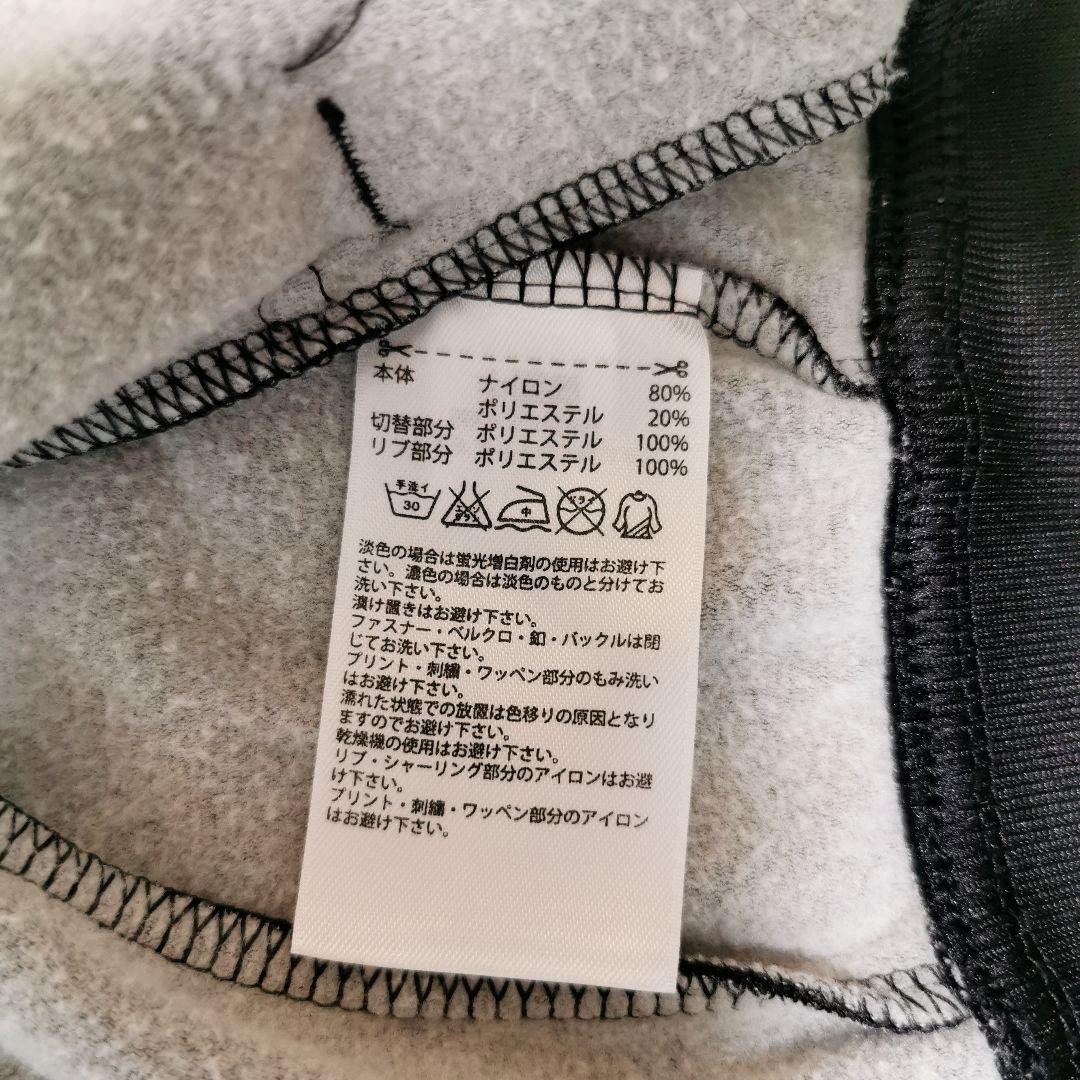 本体 ナイロン 80%
ポリエステル 20%
切替部分 ポリエステル 100%
リブ部分 ポリエステル 100%
手洗イ
30
中
淡色の場合は蛍光増白剤の使用はお避け下
さい。濃色の場合は淡色のものと分けてお
洗い下さい。
漬け置きはお避け下さい。
ファスナー・ベルクロ・釦・バックルは閉
じてお洗い下さい。
プリント・刺繍・ワッペン部分のもみ洗い
はお避け下さい。
濡れた状態での放置は色移りの原因となり
ますのでお避け下さい。
乾燥機の使用はお避け下さい。
リブ・シャーリング部分のアイロンはお避
け下さい。
プリント・刺繍・ワッペン部分のアイロン
はお避け下さい。